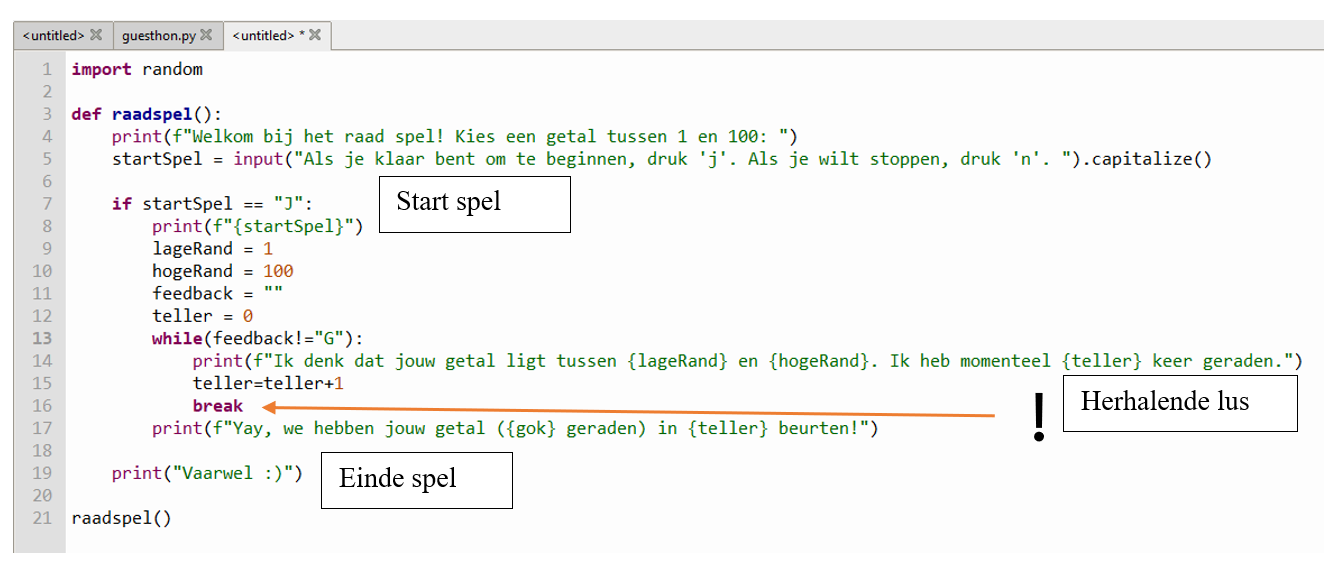 <untitled> guesthon.py <untitled> *
1 import random
2
3 def raadspel():
4 print(f"Welkom bij het raad spel! Kies een getal tussen 1 en 100: ")
5 startSpel = input("Als je klaar bent om te beginnen, druk 'j'. Als je wilt stoppen, druk 'n'. ").capitalize()
6
Start spel
7 if startSpel == "J":
8 print(f"{startSpel}")
9 lageRand = 1
10 hogeRand = 100
11 feedback = ""
12 teller = 0
13 while(feedback!="G"):
14 print(f"Ik denk dat jouw getal ligt tussen {lageRand} en {hogeRand}. Ik heb momenteel {teller} keer geraden.")
15 teller=teller+1
16 break
! Herhalende lus
17 print(f"Yay, we hebben jouw getal ({gok} geraden) in {teller} beurten!")
18
19 print("Vaarwel :)")
Einde spel
20
21 raadspel()